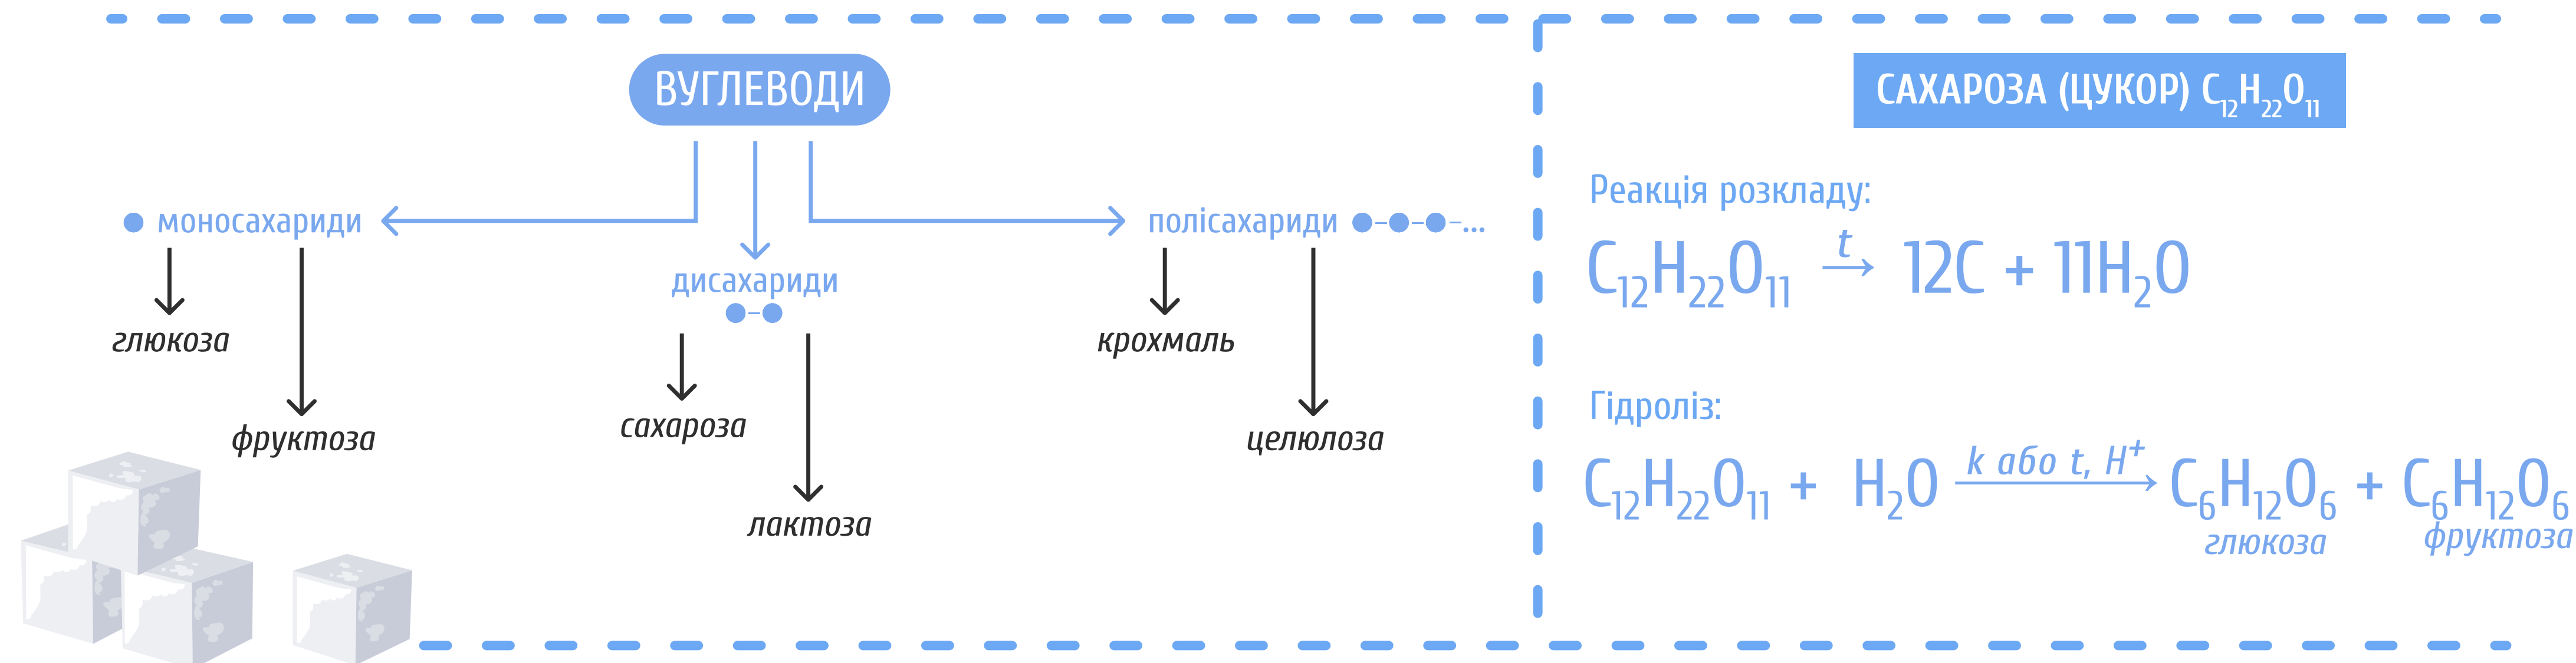 ВУГЛЕВОДИ
моносахариди
глюкоза
фруктоза
дисахариди
сахароза
лактоза
полісахариди ...
крохмаль
целюлоза
САХАРОЗА (ЦУКОР) C₁₂H₂₂O₁₁
Реакція розкладу:
C₁₂H₂₂O₁₁ t→ 12C + 11H₂O
Гідроліз:
C₁₂H₂₂O₁₁ + H₂O k або t, H⁺→ C₆H₁₂O₆ + C₆H₁₂O₆
глюкоза фруктоза